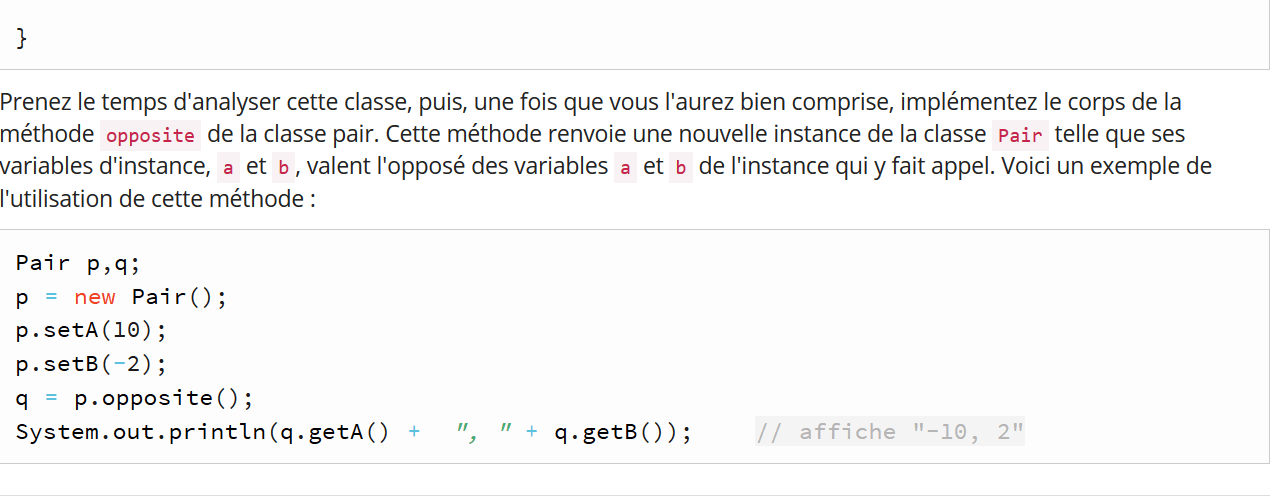 }
Prenez le temps d'analyser cette classe, puis, une fois que vous l'aurez bien comprise, implémentez le corps de la
méthode opposite de la classe pair. Cette méthode renvoie une nouvelle instance de la classe Pair telle que ses
variables d'instance, a et b, valent l'opposé des variables a et b de l'instance qui y fait appel. Voici un exemple de
l'utilisation de cette méthode :
Pair p,q;
p = new Pair();
p.setA(10);
p.setB(-2);
q = p.opposite();
System.out.println(q.getA() +  ", " + q.getB());    // affiche "-10, 2"